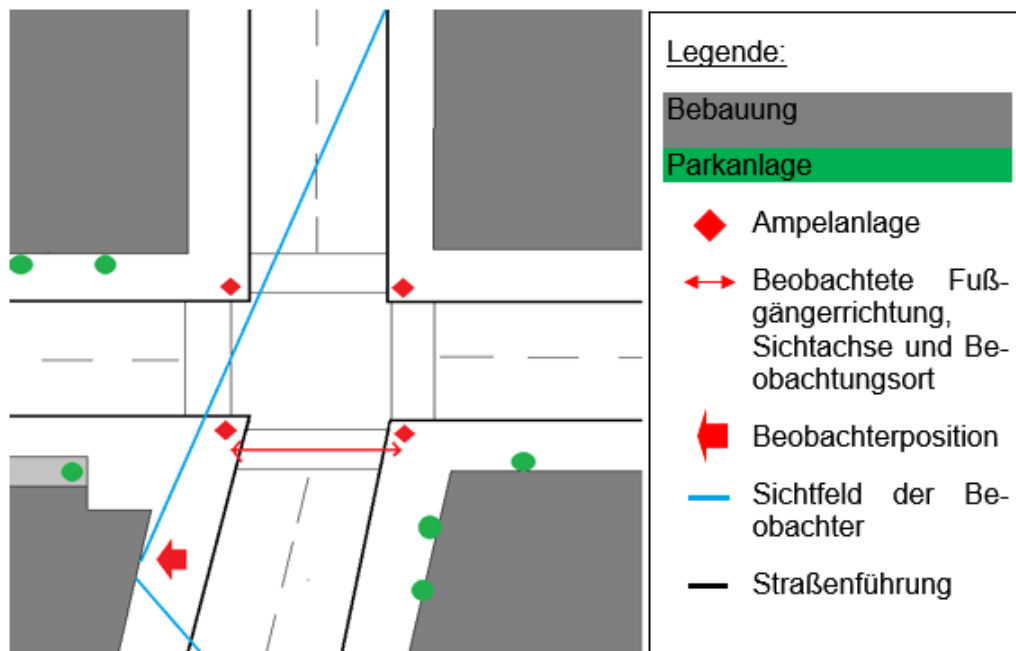 Legende:
Bebauung
Parkanlage
Ampelanlage
Beobachtete Fuß-
gängerrichtung,
Sichtachse und Be-
obachtungsort
Beobachterposition
Sichtfeld der Be-
obachter
Straßenführung